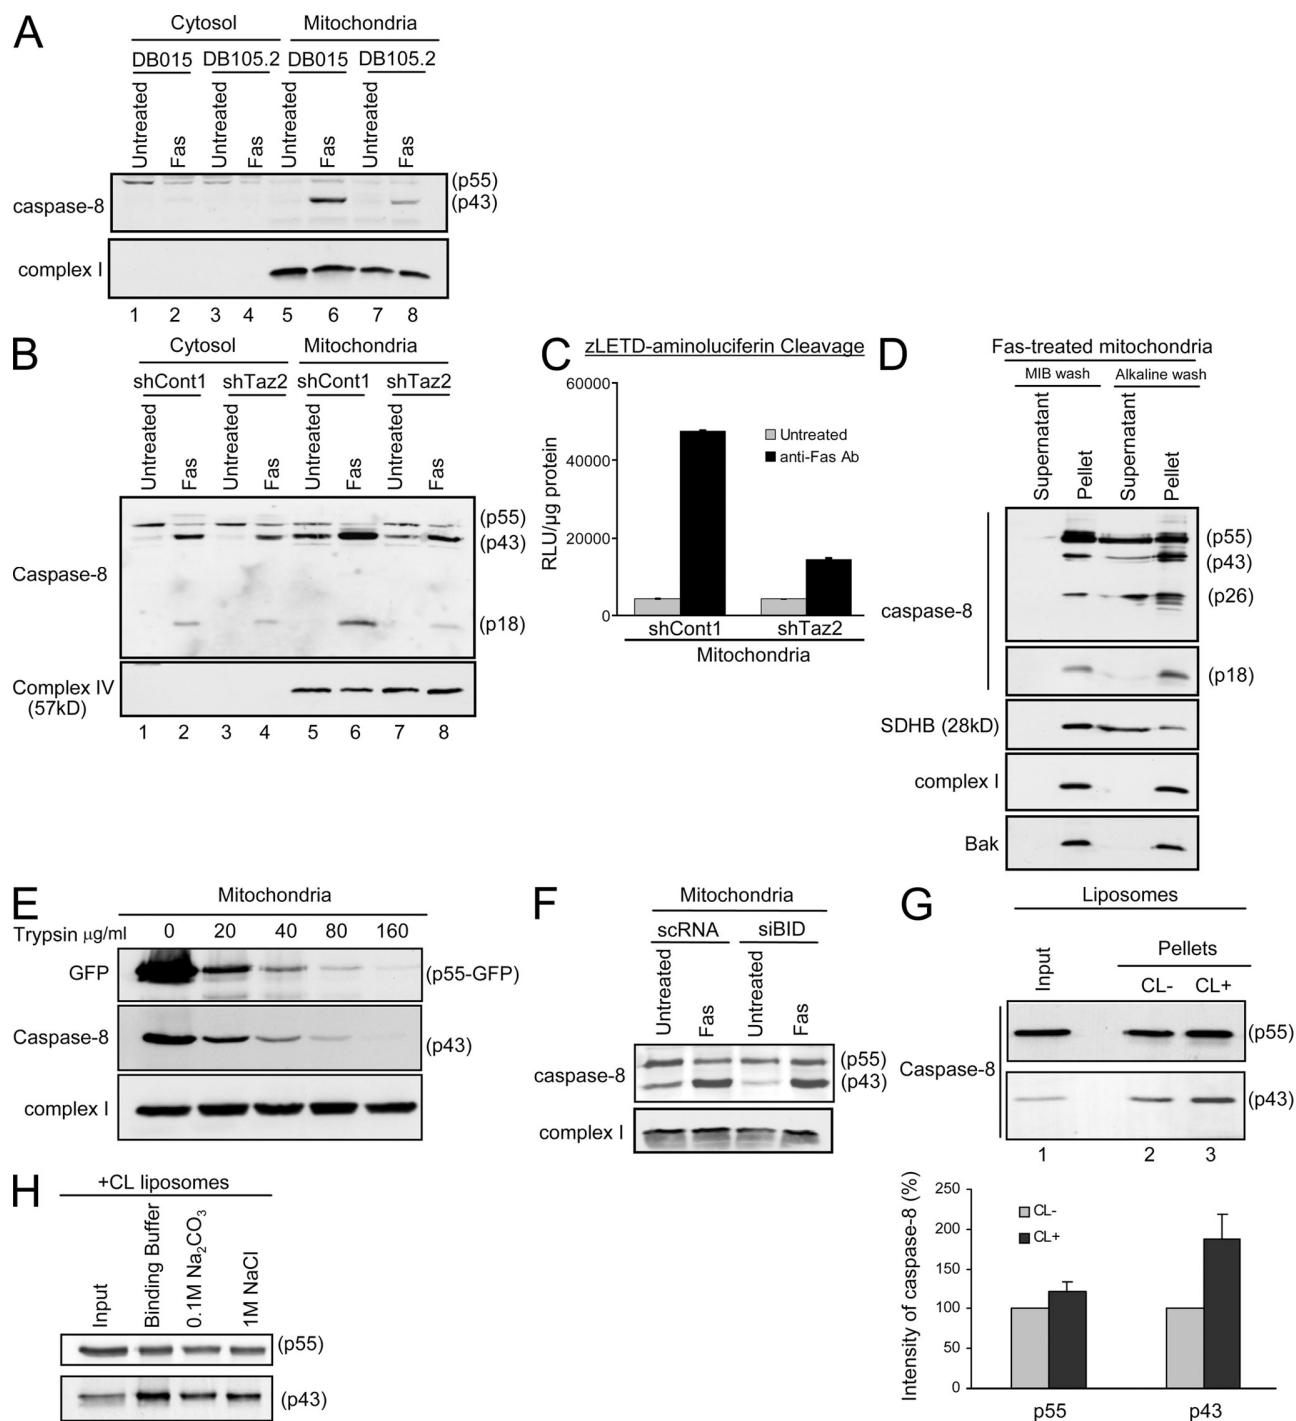 A
Cytosol Mitochondria
DB015 DB105.2 DB015 DB105.2
Untreated Fas Untreated Fas Untreated Fas Untreated Fas
caspase-8 (p55)
(p43)
complex I
1 2 3 4 5 6 7 8
B
Cytosol Mitochondria
shCont1 shTaz2 shCont1 shTaz2
Untreated Fas Untreated Fas Untreated Fas Untreated Fas
(p55)
(p43)
Caspase-8
(p18)
Complex IV
(57kD)
1 2 3 4 5 6 7 8
C
zLETD-aminoluciferin Cleavage
RLU/µg protein
60000
40000
20000
0
Untreated
anti-Fas Ab
shCont1 shTaz2
Mitochondria
D
Fas-treated mitochondria
MIB wash Alkaline wash
Supernatant Pellet Supernatant Pellet
(p55)
(p43)
(p26)
caspase-8
(p18)
SDHB (28kD)
complex I
Bak
E
Mitochondria
Trypsin µg/ml 0 20 40 80 160
GFP (p55-GFP)
Caspase-8 (p43)
complex I
F
Mitochondria
scRNA siBID
Untreated Fas Untreated Fas
caspase-8 (p55)
(p43)
complex I
G
Liposomes
Pellets
Input CL- CL+
(p55)
Caspase-8
(p43)
1 2 3
Intensity of caspase-8 (%)
250
200
150
100
50
0
CL-
CL+
p55 p43
H
+CL liposomes
Input Binding Buffer 0.1M Na₂CO₃ 1M NaCl
(p55)
(p43)